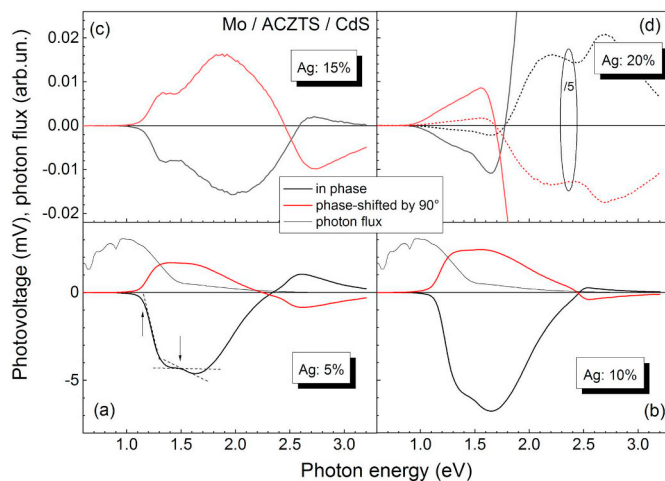 Mo / ACZTS / CdS
(c)
(d)
0.02
Ag: 15%
Ag: 20%
0.01
/5
0.00
-0.01
-0.02
in phase
phase-shifted by 90°
photon flux
Photovoltage (mV), photon flux (arb.un.)
0
0
-5
Ag: 5%
Ag: 10%
(a)
(b)
1.0 1.5 2.0 2.5 3.0 1.0 1.5 2.0 2.5 3.0
Photon energy (eV)